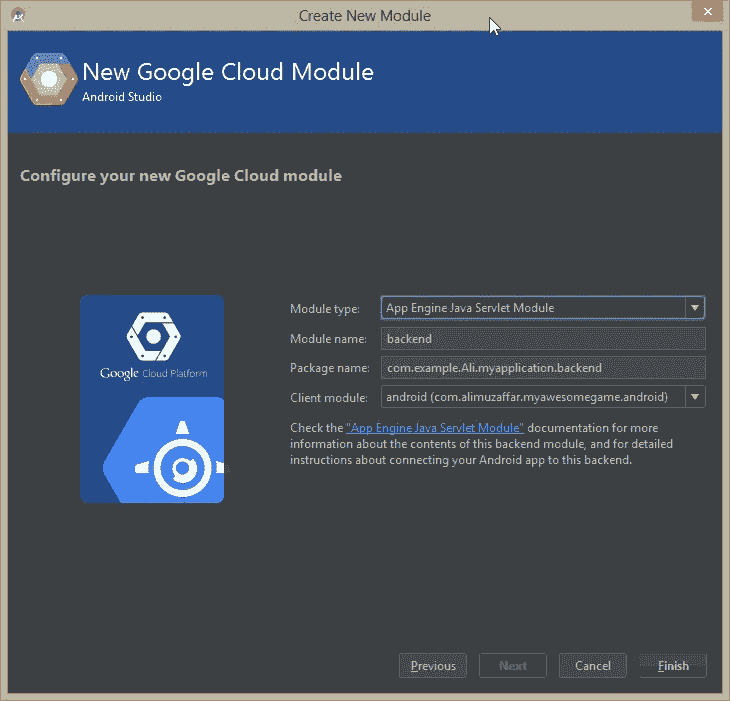 Create New Module
New Google Cloud Module
Android Studio
Configure your new Google Cloud module
Google Cloud Platform
Module type: App Engine Java Servlet Module
Module name: backend
Package name: com.example.Ali.myapplication.backend
Client module: android (com.alimuzaffar.myawesomegame.android)
Check the "App Engine Java Servlet Module" documentation for more
information about the contents of this backend module, and for detailed
instructions about connecting your Android app to this backend.
Previous Next Cancel Finish